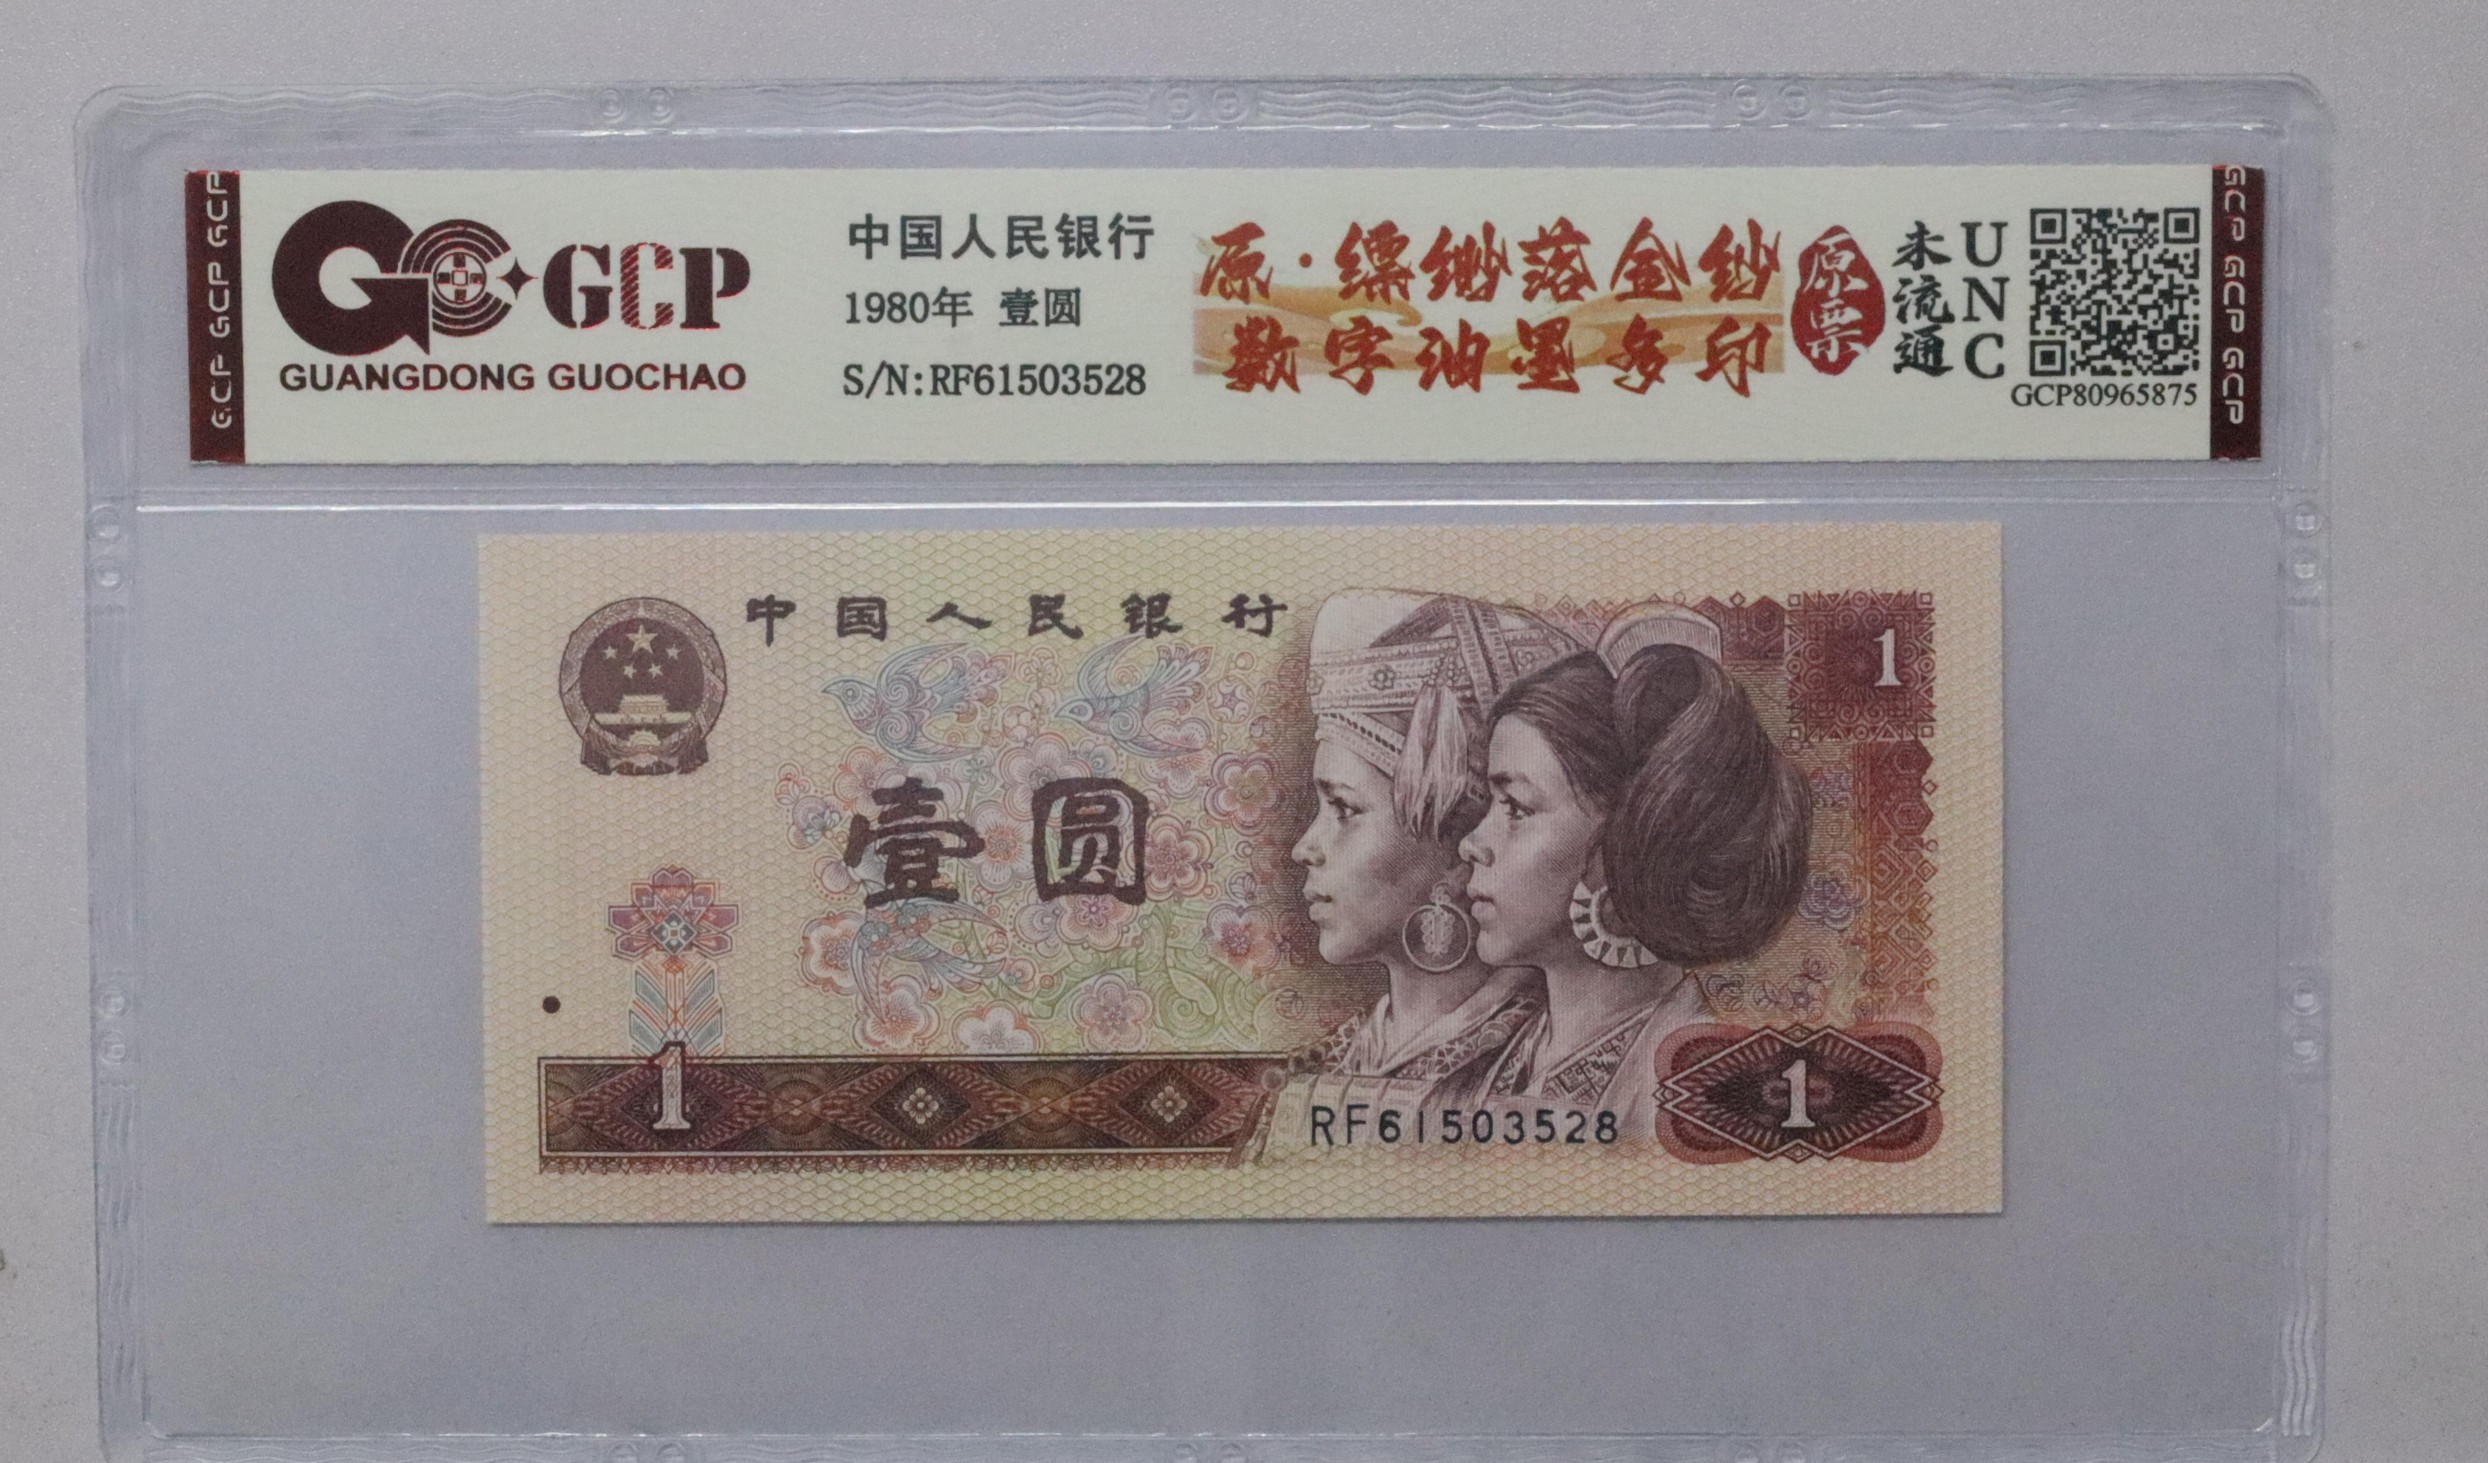 GCP GCP GCP
GCP
GUANGDONG GUOCHAO
中国人民银行
1980年 壹圆
S/N:RF61503528
原·缥缈落金纱
数字油墨多印
原票
未流通
UNC
GCP80965875
GCP GCP GCP
中国人民银行
1
壹圆
1
RF61503528
1